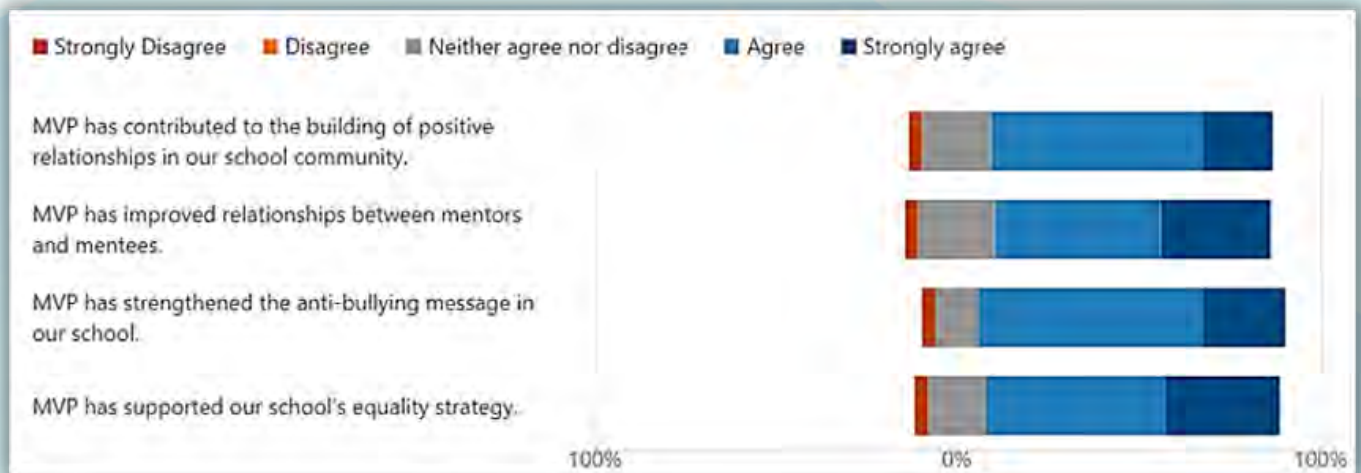 Strongly Disagree Disagree Neither agree nor disagree Agree Strongly agree
MVP has contributed to the building of positive
relationships in our school community.
MVP has improved relationships between mentors
and mentees.
MVP has strengthened the anti-bullying message in
our school.
MVP has supported our school's equality strategy.
100% 0% 100%